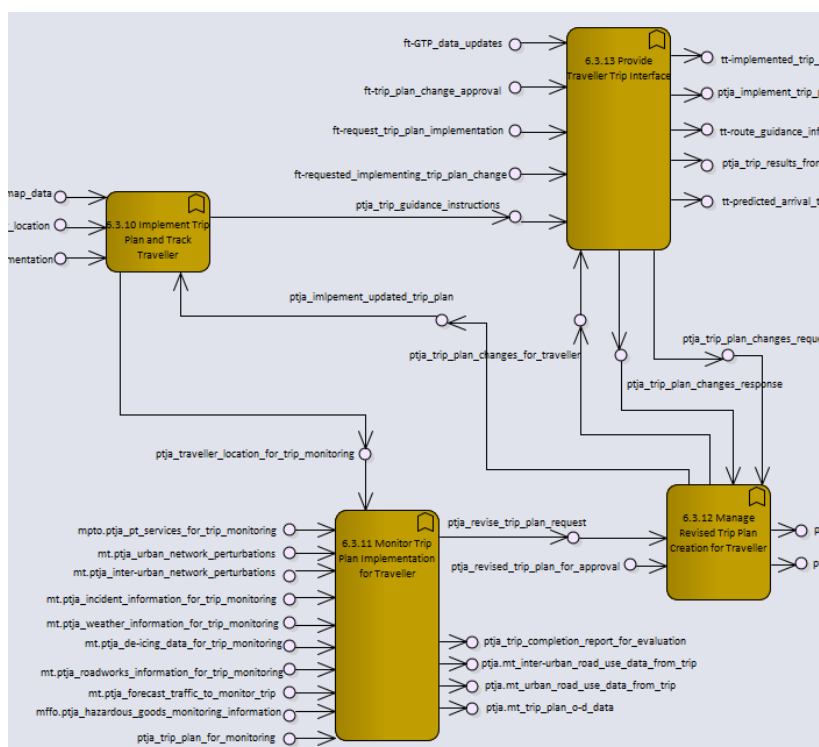 ft-GTP_data_updates
6.3.13 Provide
Traveller Trip Interface
tt-implemented_trip_
ft-trip_plan_change_approval
ptja_implement_trip_p
ft-request_trip_plan_implementation
tt-route_guidance_inf
ptja_trip_results_from
ft-requested_implementing_trip_plan_change
map_data
ptja_trip_guidance_instructions
tt-predicted_arrival_t
_location
6.3.10 Implement Trip
Plan and Track
Traveller
mentation
ptja_imlpement_updated_trip_plan
ptja_trip_plan_changes_reque
ptja_trip_plan_changes_for_traveller
ptja_trip_plan_changes_response
ptja_traveller_location_for_trip_monitoring
mpto.ptja_pt_services_for_trip_monitoring
ptja_revise_trip_plan_request
6.3.12 Manage
Revised Trip Plan
Creation for Traveller
6.3.11 Monitor Trip
Plan Implementation
for Traveller
mt.ptja_urban_network_perturbations
mt.ptja_inter-urban_network_perturbations
ptja_revised_trip_plan_for_approval
mt.ptja_incident_information_for_trip_monitoring
mt.ptja_weather_information_for_trip_monitoring
mt.ptja_de-icing_data_for_trip_monitoring
ptja_trip_completion_report_for_evaluation
mt.ptja_roadworks_information_for_trip_monitoring
ptja.mt_inter-urban_road_use_data_from_trip
mt.ptja_forecast_traffic_to_monitor_trip
ptja.mt_urban_road_use_data_from_trip
mffo.ptja_hazardous_goods_monitoring_information
ptja.mt_trip_plan_o-d_data
ptja_trip_plan_for_monitoring